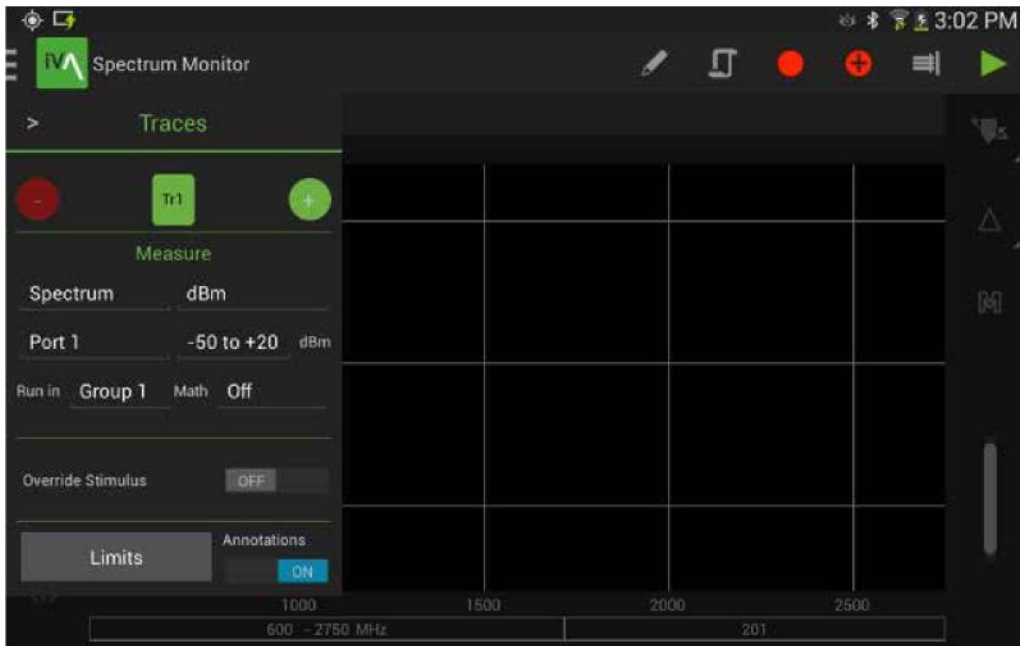 3:02 PM
iV Spectrum Monitor
> Traces
- Tr1 +
Measure
Spectrum dBm
Port 1 -50 to +20 dBm
Run in Group 1 Math Off
Override Stimulus OFF
Limits Annotations ON
1000 1500 2000 2500
600 - 2750 MHz 201